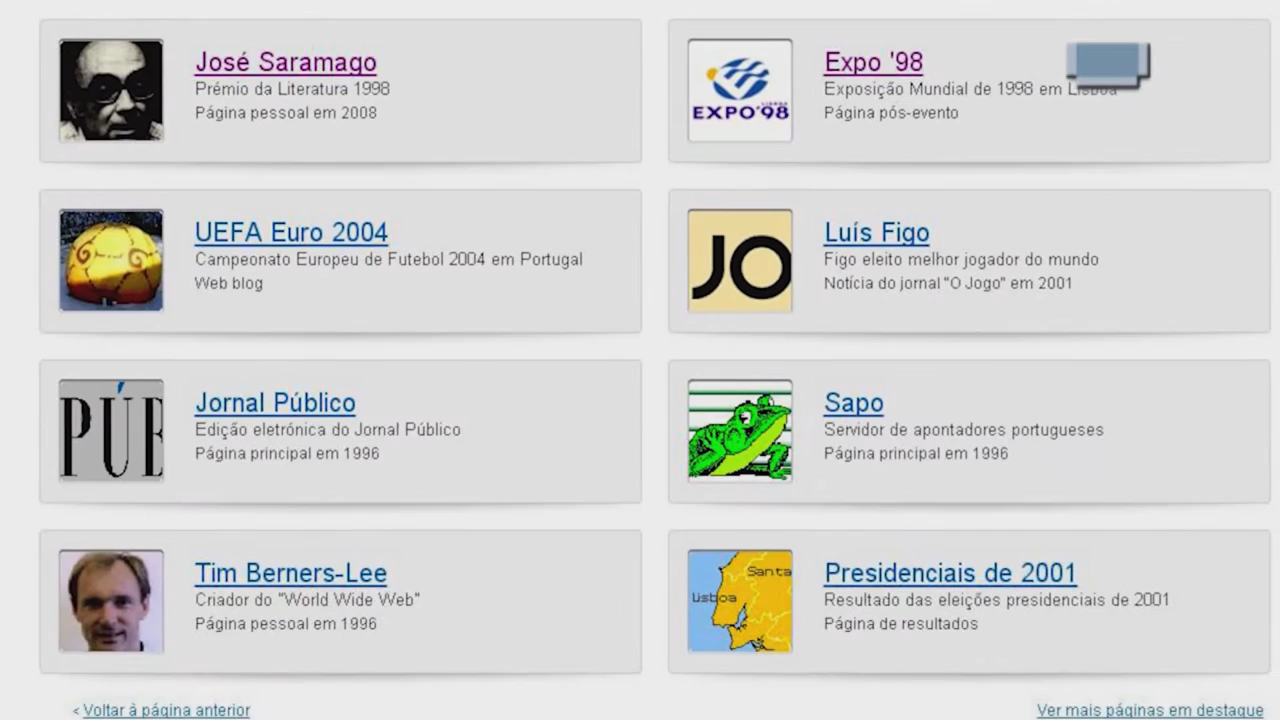 José Saramago
Prémio da Literatura 1998
Página pessoal em 2008
Expo '98
Exposição Mundial de 1998 em Lisboa
Página pós-evento
EXPO'98
UEFA Euro 2004
Campeonato Europeu de Futebol 2004 em Portugal
Web blog
JO
Luís Figo
Figo eleito melhor jogador do mundo
Notícia do jornal "O Jogo" em 2001
PÚB
Jornal Público
Edição eletrónica do Jornal Público
Página principal em 1996
Sapo
Servidor de apontadores portugueses
Página principal em 1996
Tim Berners-Lee
Criador do "World Wide Web"
Página pessoal em 1996
Santa
Lisboa
Presidenciais de 2001
Resultado das eleições presidenciais de 2001
Página de resultados
< Voltar à página anterior
Ver mais páginas em destaque